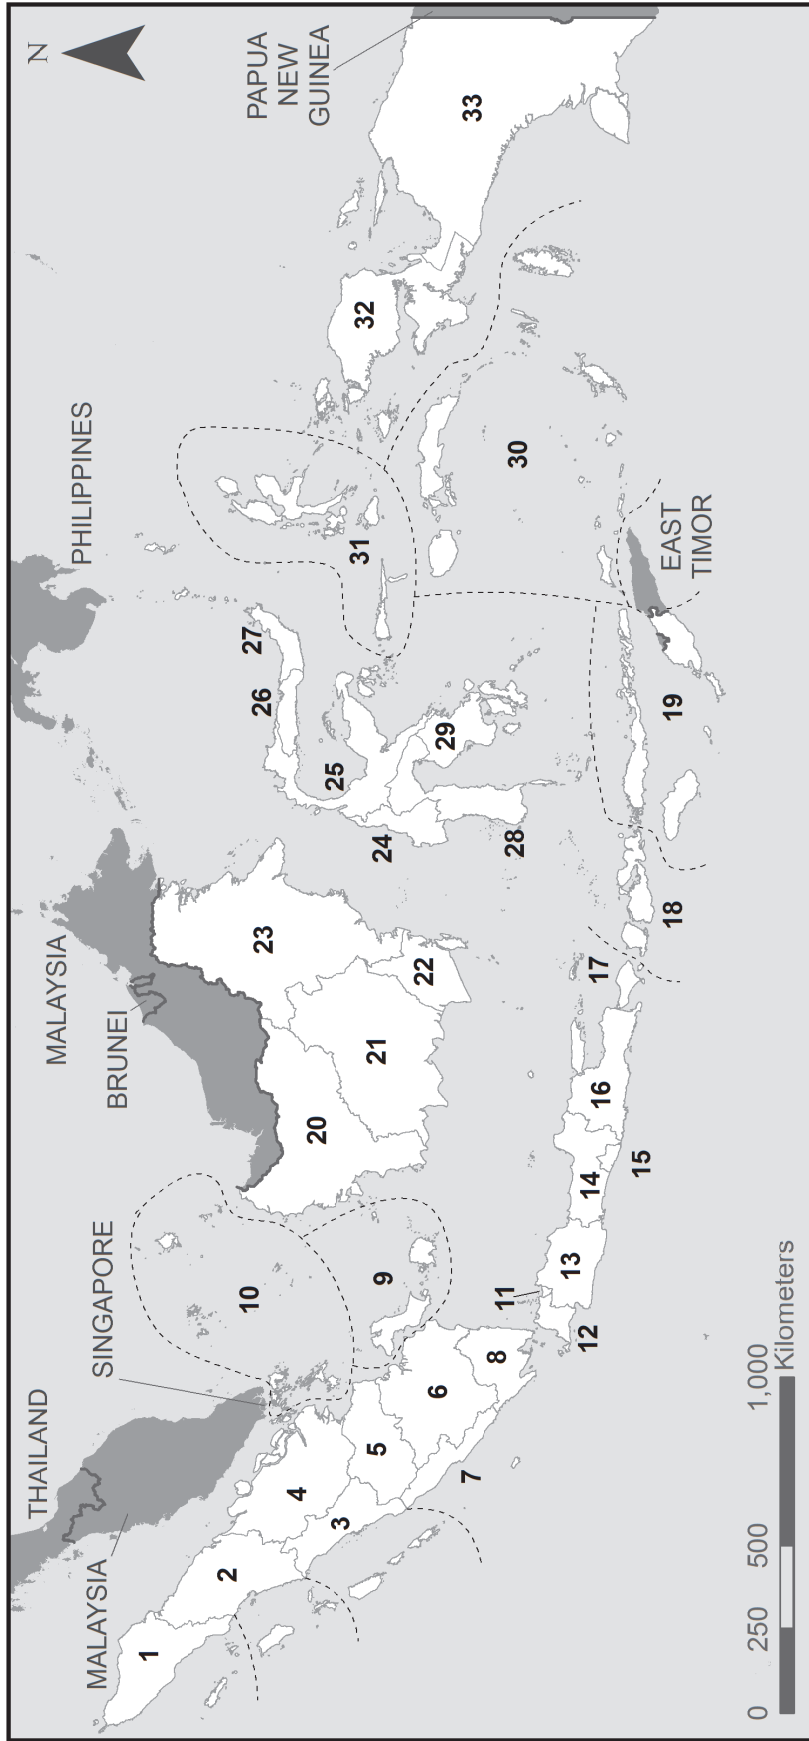 N
THAILAND
MALAYSIA
SINGAPORE
MALAYSIA
BRUNEI
PHILIPPINES
PAPUA
NEW
GUINEA
EAST
TIMOR
1
2
3
4
5
6
7
8
9
10
11
12
13
14
15
16
17
18
19
20
21
22
23
24
25
26
27
28
29
30
31
32
33
0 250 500 1,000
Kilometers